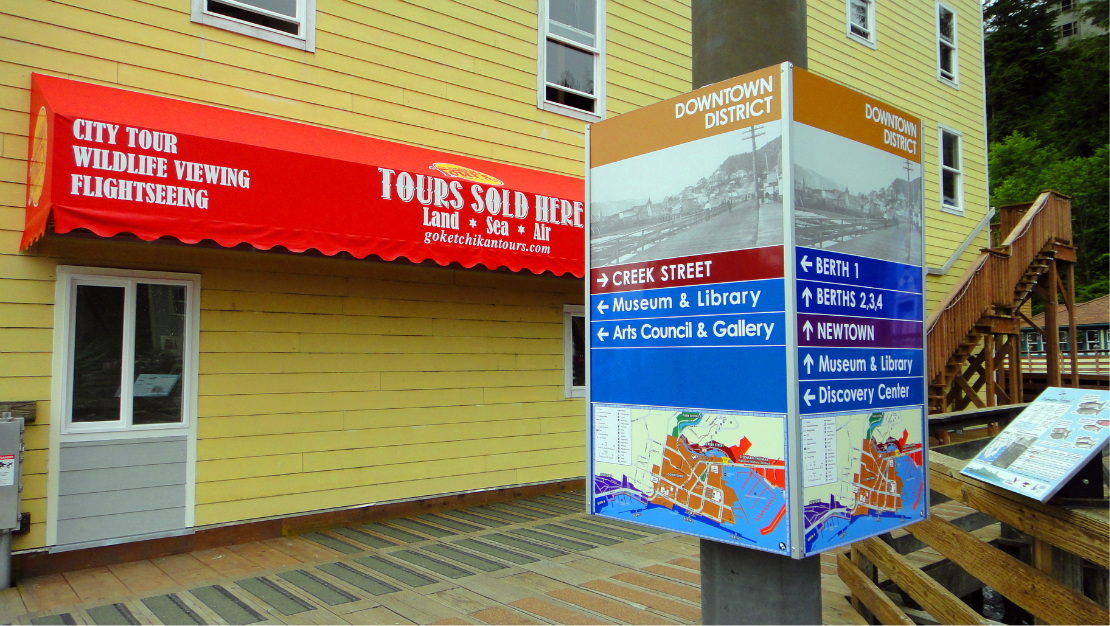 CITY TOUR
WILDLIFE VIEWING
FLIGHTSEEING
TOURS SOLD HERE
Land * Sea * Air
goketchikantours.com
DOWNTOWN
DISTRICT
→ CREEK STREET
← Museum & Library
← Arts Council & Gallery
DOWNTOWN
DISTRICT
← BERTH 1
↑ BERTHS 2,3,4
↑ NEWTOWN
↑ Museum & Library
← Discovery Center